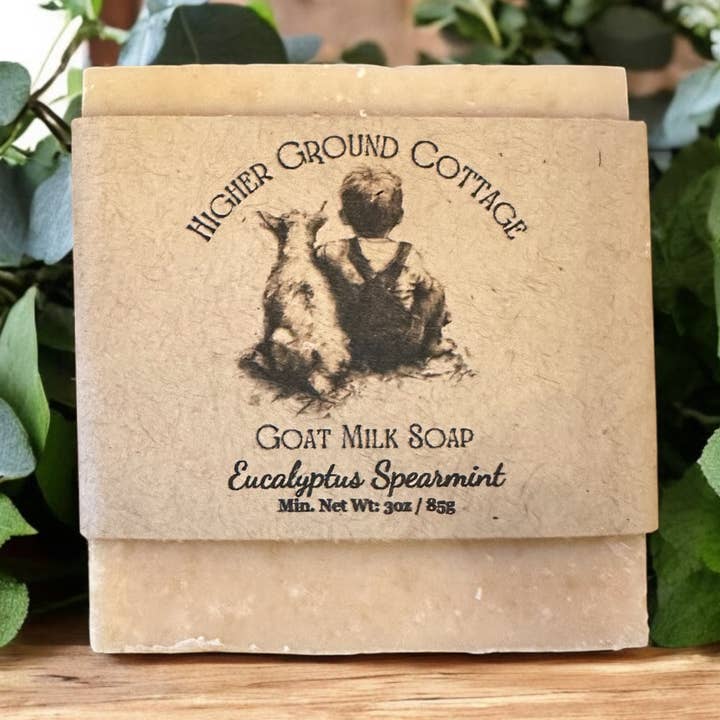 Higher Ground Cottage
Goat Milk Soap
Eucalyptus Spearmint
Min. Net Wt: 3oz / 85g